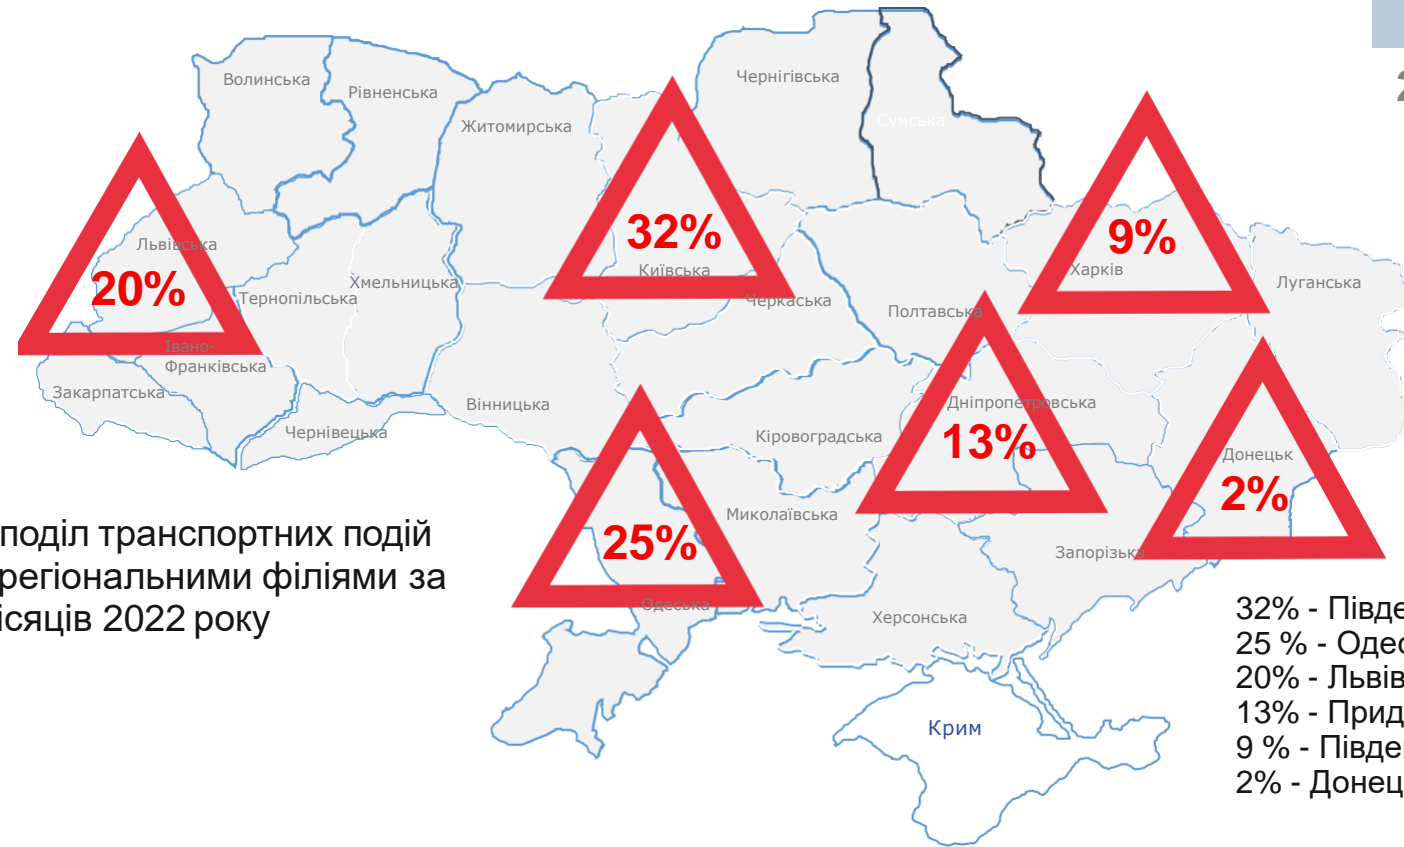 Волинська
Рівненська
Житомирська
Чернігівська
Сумська
2
Львівська
20%
Тернопільська
Хмельницька
32%
Київська
Черкаська
Полтавська
9%
Харків
Луганська
Івано-
Франківська
Закарпатська
Чернівецька
Вінницька
Кіровоградська
Дніпропетровська
13%
Донецьк
2%
25%
Одеська
Миколаївська
Запорізька
Херсонська
Крим
поділ транспортних подій
регіональними філіями за
ісяців 2022 року
32% - Півде
25 % - Одес
20% - Львів
13% - Прид
9 % - Півде
2% - Донец